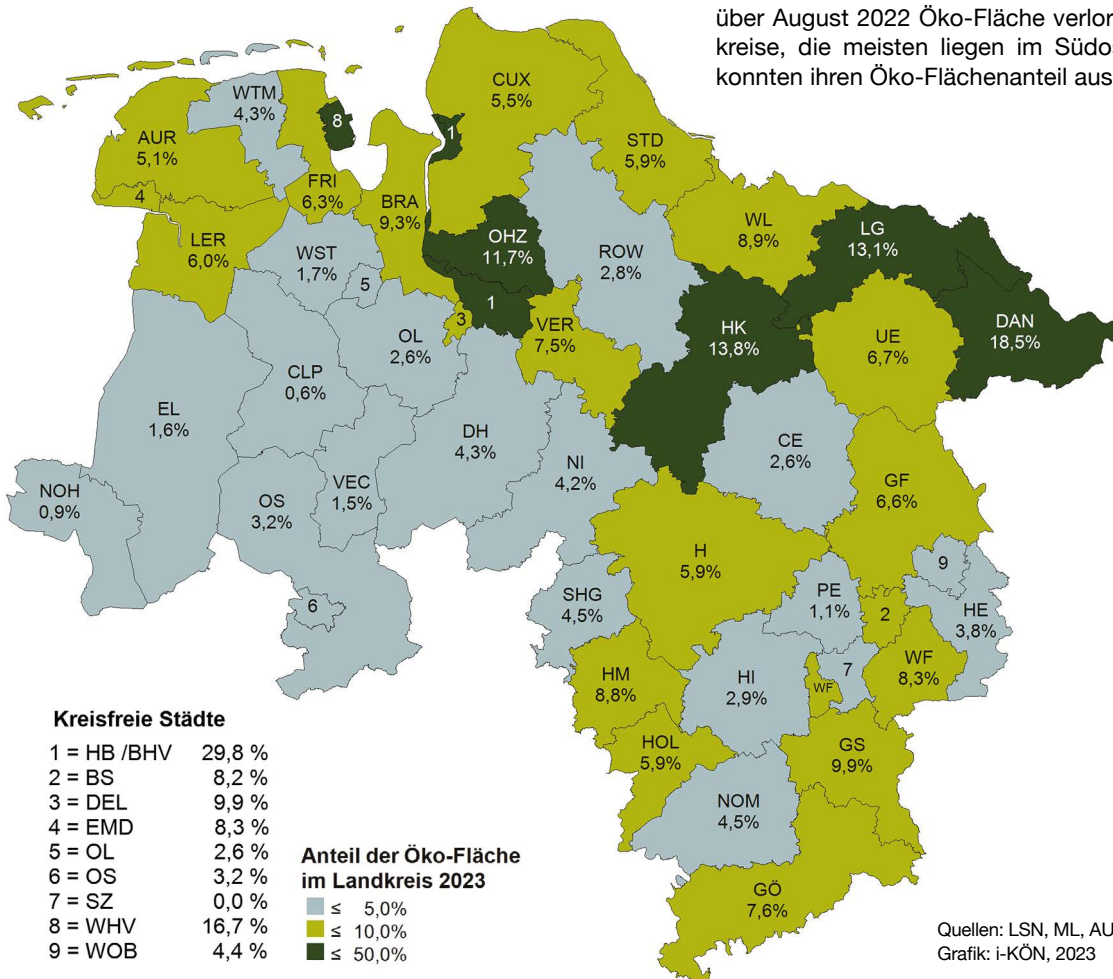 über August 2022 Öko-Fläche verlor
kreise, die meisten liegen im Südo
konnten ihren Öko-Flächenanteil aus
CUX
5,5%
WTM
4,3%
8
1
AUR
5,1%
STD
5,9%
4
FRI
6,3%
BRA
9,3%
WL
8,9%
LG
13,1%
LER
6,0%
WST
1,7%
OHZ
11,7%
ROW
2,8%
5
1
3
VER
7,5%
HK
13,8%
UE
6,7%
DAN
18,5%
OL
2,6%
CLP
0,6%
EL
1,6%
DH
4,3%
CE
2,6%
NI
4,2%
GF
6,6%
NOH
0,9%
OS
3,2%
VEC
1,5%
H
5,9%
9
PE
1,1%
SHG
4,5%
6
2
HE
3,8%
HM
8,8%
HI
2,9%
WF
7
WF
8,3%
HOL
5,9%
GS
9,9%
NOM
4,5%
GÖ
7,6%
Kreisfreie Städte
1 = HB /BHV 29,8 %
2 = BS 8,2 %
3 = DEL 9,9 %
4 = EMD 8,3 %
5 = OL 2,6 %
6 = OS 3,2 %
7 = SZ 0,0 %
8 = WHV 16,7 %
9 = WOB 4,4 %
Anteil der Öko-Fläche
im Landkreis 2023
≤ 5,0%
≤ 10,0%
≤ 50,0%
Quellen: LSN, ML, AU
Grafik: i-KÖN, 2023